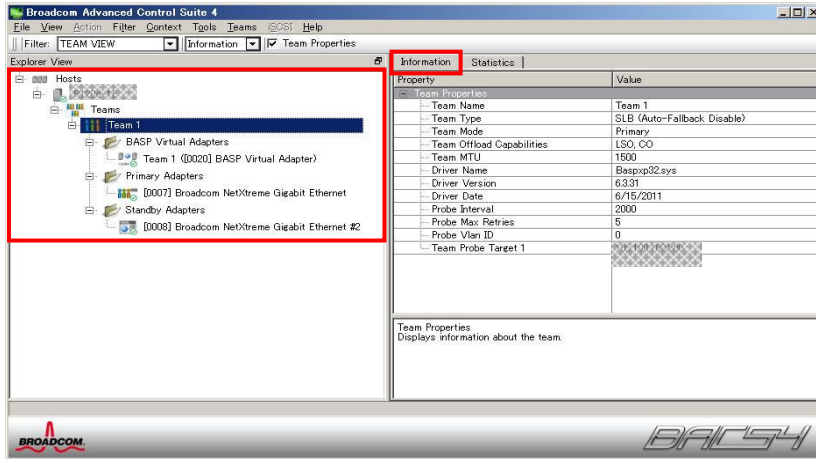 Broadcom Advanced Control Suite 4
File View Action Filter Context Tools Teams iSCSI Help
Filter: TEAM VIEW Information Team Properties
Explorer View
Hosts
Teams
Team 1
BASP Virtual Adapters
Team 1 ([0020] BASP Virtual Adapter)
Primary Adapters
[0007] Broadcom NetXtreme Gigabit Ethernet
Standby Adapters
[0008] Broadcom NetXtreme Gigabit Ethernet #2
Information Statistics
Property Value
Team Properties
Team Name Team 1
Team Type SLB (Auto-Fallback Disable)
Team Mode Primary
Team Offload Capabilities LSO, CO
Team MTU 1500
Driver Name Baspxp32.sys
Driver Version 6.3.31
Driver Date 6/15/2011
Probe Interval 2000
Probe Max Retries 5
Probe Vlan ID 0
Team Probe Target 1
Team Properties
Displays information about the team.
BROADCOM.
BACS4